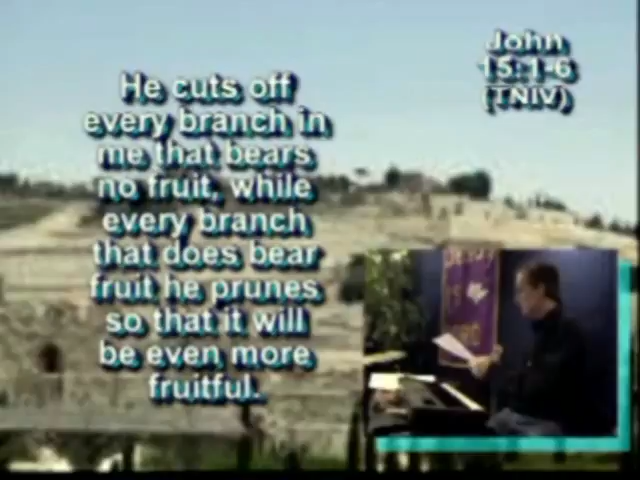 John
15:1-6
(TNIV)
He cuts off
every branch in
me that bears
no fruit, while
every branch
that does bear
fruit he prunes
so that it will
be even more
fruitful.
IS